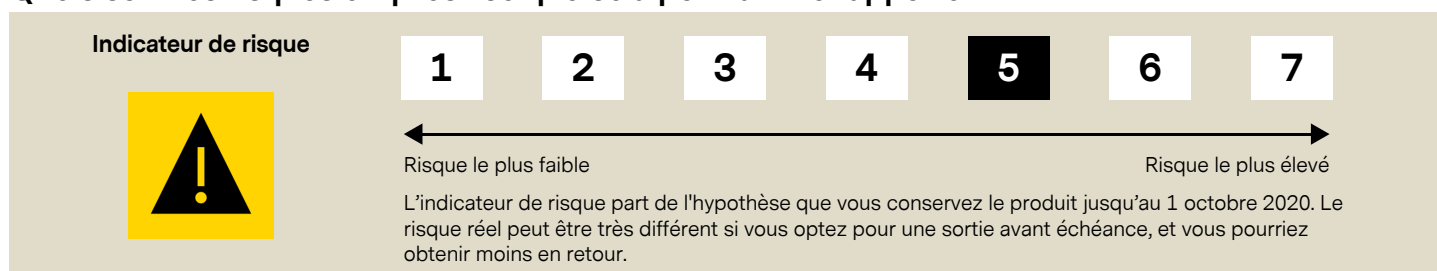 Indicateur de risque
1 2 3 4 5 6 7
Risque le plus faible
Risque le plus élevé
L'indicateur de risque part de l'hypothèse que vous conservez le produit jusqu'au 1 octobre 2020. Le
risque réel peut être très différent si vous optez pour une sortie avant échéance, et vous pourriez
obtenir moins en retour.